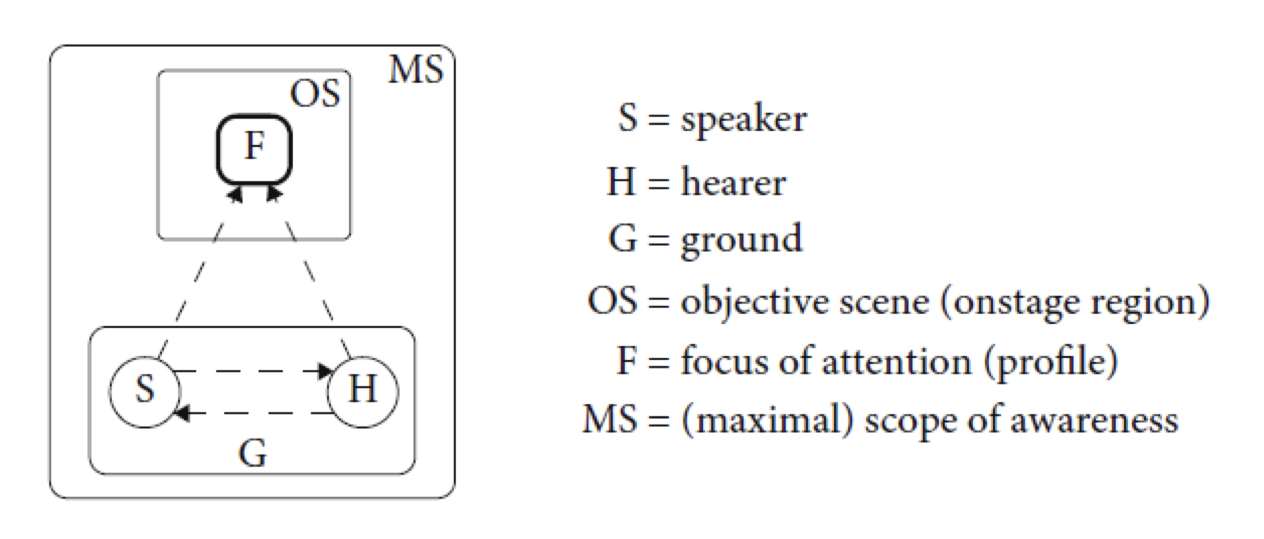 MS
OS
F
S
H
G
S = speaker
H = hearer
G = ground
OS = objective scene (onstage region)
F = focus of attention (profile)
MS = (maximal) scope of awareness